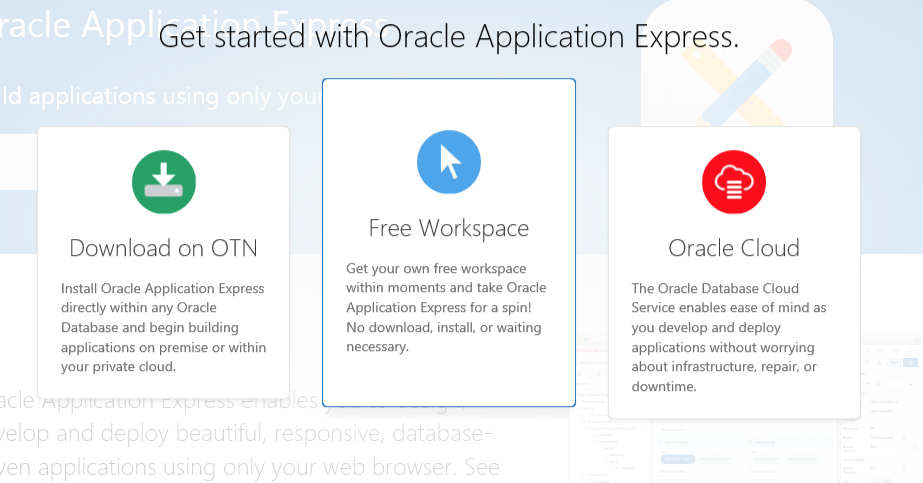 racle Application Express
Get started with Oracle Application Express.
ld applications using only your
Download on OTN
Install Oracle Application Express
directly within any Oracle
Database and begin building
applications on premise or within
your private cloud.
Free Workspace
Get your own free workspace
within moments and take Oracle
Application Express for a spin!
No download, install, or waiting
necessary.
Oracle Cloud
The Oracle Database Cloud
Service enables ease of mind as
you develop and deploy
applications without worrying
about infrastructure, repair, or
downtime.
acle Application Express enables you to design,
velop and deploy beautiful, responsive, database-
ven applications using only your web browser. See